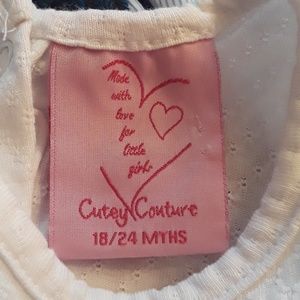 Made
with
love
for
little
girls
Cutey Couture
18/24 MTHS